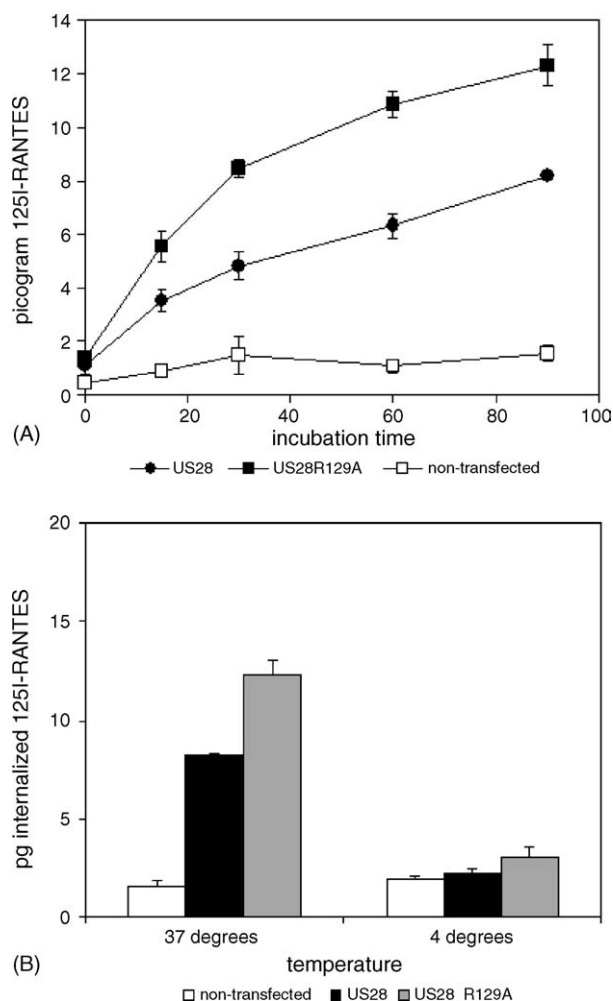 14
12
10
8
6
4
2
0
picogram 125I-RANTES
0 20 40 60 80 100
(A) incubation time
US28 US28R129A non-transfected
20
15
10
5
0
pg internalized 125I-RANTES
37 degrees 4 degrees
(B) temperature
non-transfected US28 US28 R129A